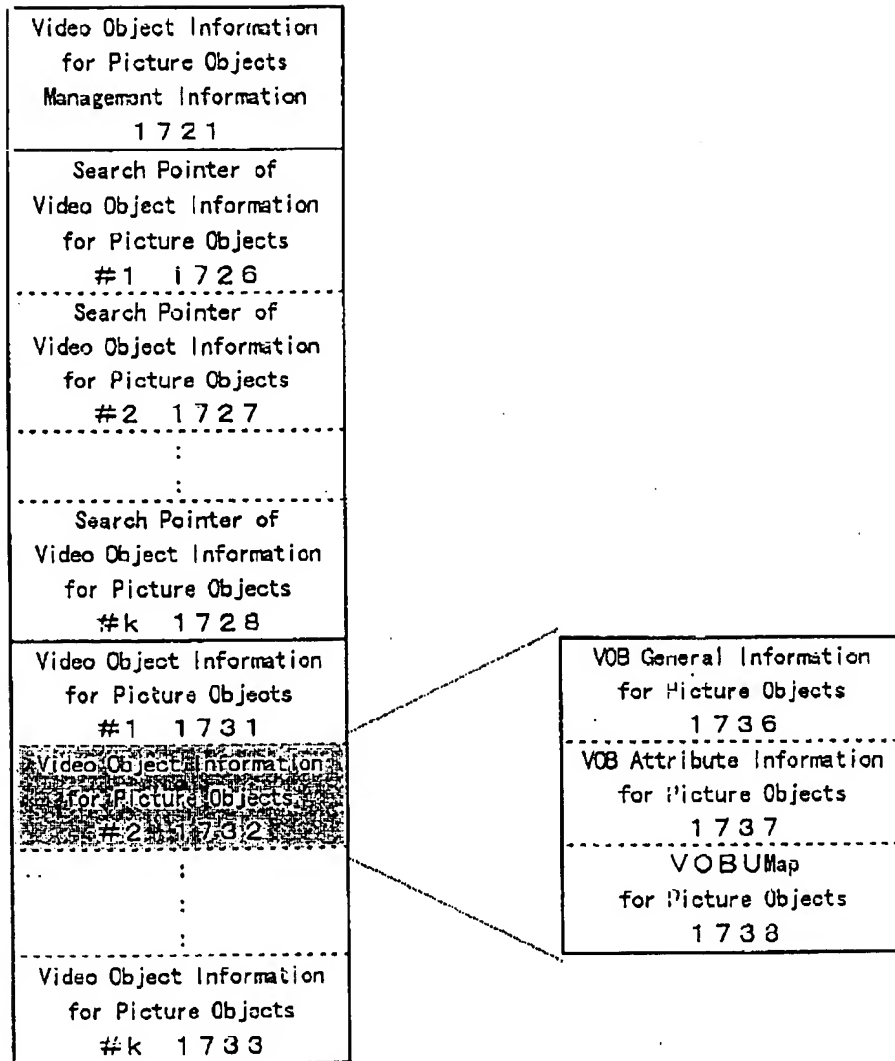 Video Object Information
for Picture Objects
Management Information
1721
Search Pointer of
Video Object Information
for Picture Objects
#1 1726
Search Pointer of
Video Object Information
for Picture Objects
#2 1727
:
:
Search Pointer of
Video Object Information
for Picture Objects
#k 1728
Video Object Information
for Picture Objects
#1 1731
Video Object Information
for Picture Objects
#2 1732
:
:
:
Video Object Information
for Picture Objects
#k 1733
VOB General Information
for Picture Objects
1736
VOB Attribute Information
for Picture Objects
1737
VOBUMap
for Picture Objects
1738